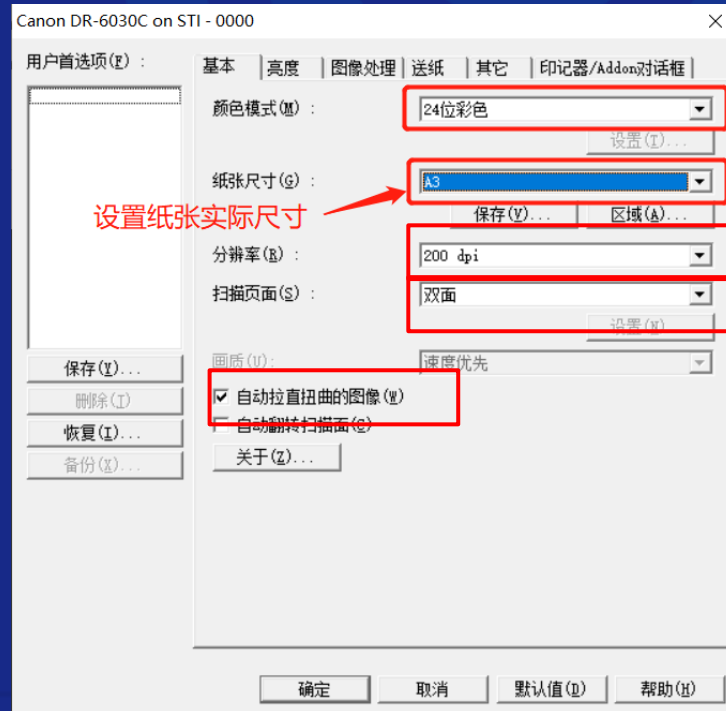 Canon DR-6030C on STI - 0000
用户首选项(P) :
基本 亮度 图像处理 送纸 其它 印记器/Addon对话框
颜色模式(M) :
24位彩色
设置(T)...
纸张尺寸(G) :
A3
设置纸张实际尺寸
保存(V)... 区域(A)...
分辨率(R) :
200 dpi
扫描页面(S) :
双面
设置(N)...
画质(U):
速度优先
保存(Y)...
自动拉直扭曲的图像(W)
删除(I)
自动翻转扫描面(C)
恢复(I)...
关于(Z)...
备份(X)...
确定 取消 默认值(D) 帮助(H)